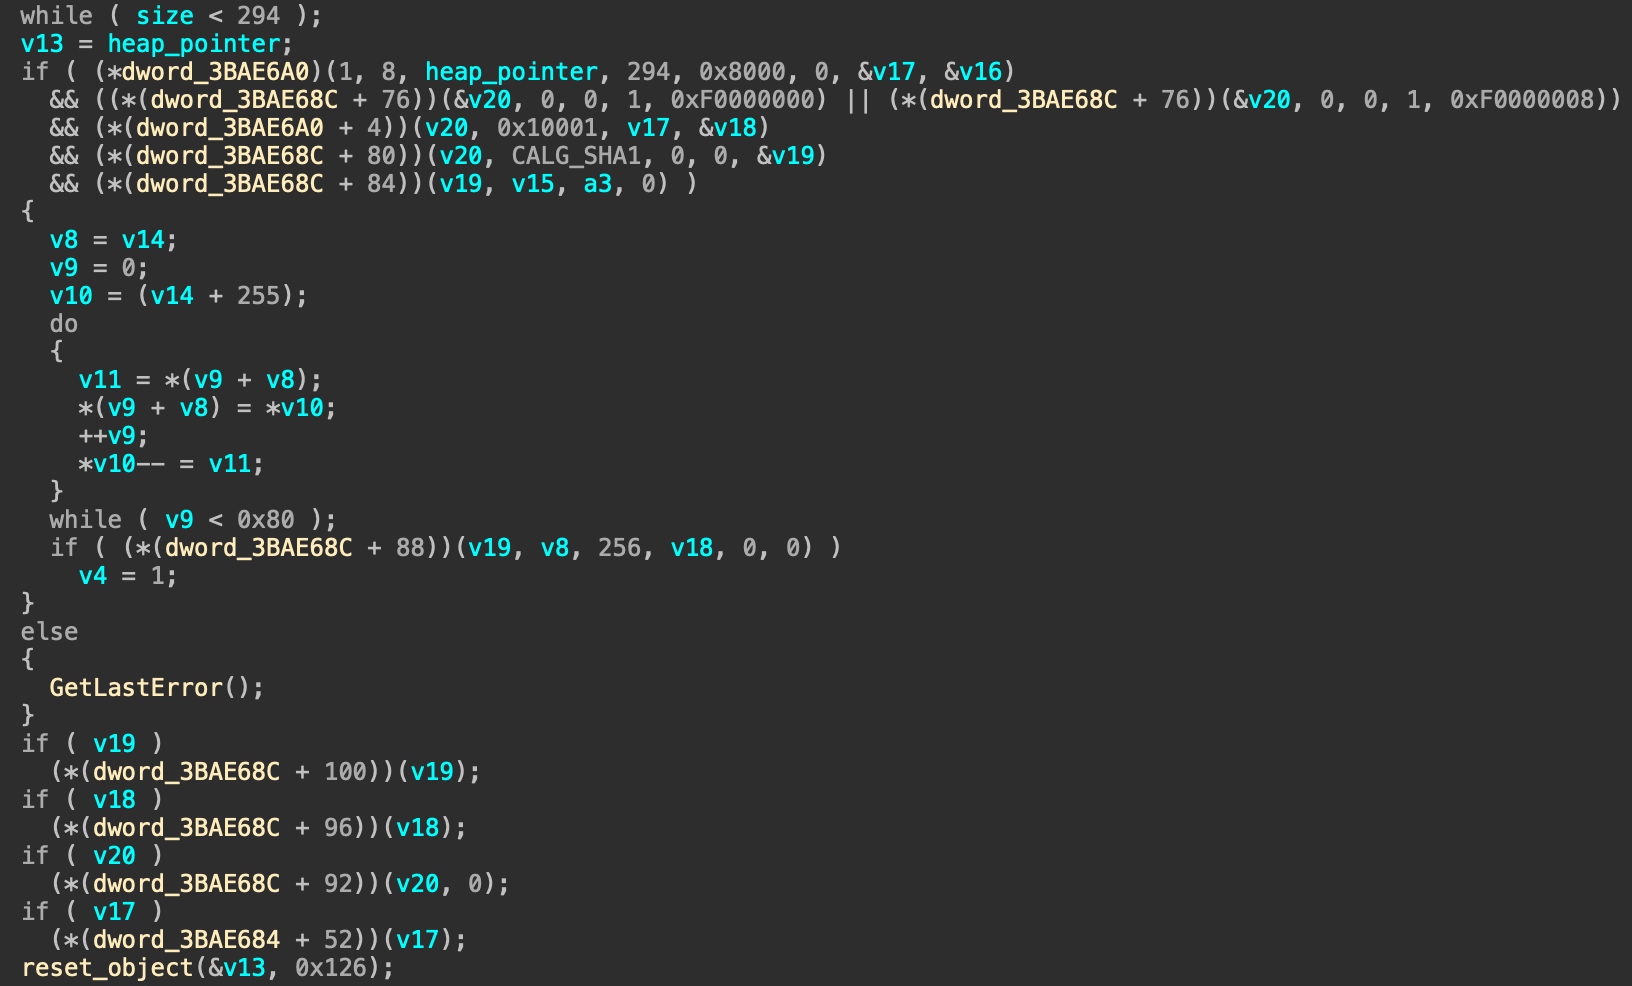 while ( size < 294 );
v13 = heap_pointer;
if ( (*dword_3BAE6A0)(1, 8, heap_pointer, 294, 0x8000, 0, &v17, &v16)
  && ((*(dword_3BAE68C + 76))(&v20, 0, 0, 1, 0xF0000000) || (*(dword_3BAE68C + 76))(&v20, 0, 0, 1, 0xF0000008))
  && (*(dword_3BAE6A0 + 4))(v20, 0x10001, v17, &v18)
  && (*(dword_3BAE68C + 80))(v20, CALG_SHA1, 0, 0, &v19)
  && (*(dword_3BAE68C + 84))(v19, v15, a3, 0) )
{
  v8 = v14;
  v9 = 0;
  v10 = (v14 + 255);
  do
  {
    v11 = *(v9 + v8);
    *(v9 + v8) = *v10;
    ++v9;
    *v10-- = v11;
  }
  while ( v9 < 0x80 );
  if ( (*(dword_3BAE68C + 88))(v19, v8, 256, v18, 0, 0) )
    v4 = 1;
}
else
{
  GetLastError();
}
if ( v19 )
  (*(dword_3BAE68C + 100))(v19);
if ( v18 )
  (*(dword_3BAE68C + 96))(v18);
if ( v20 )
  (*(dword_3BAE68C + 92))(v20, 0);
if ( v17 )
  (*(dword_3BAE684 + 52))(v17);
reset_object(&v13, 0x126);